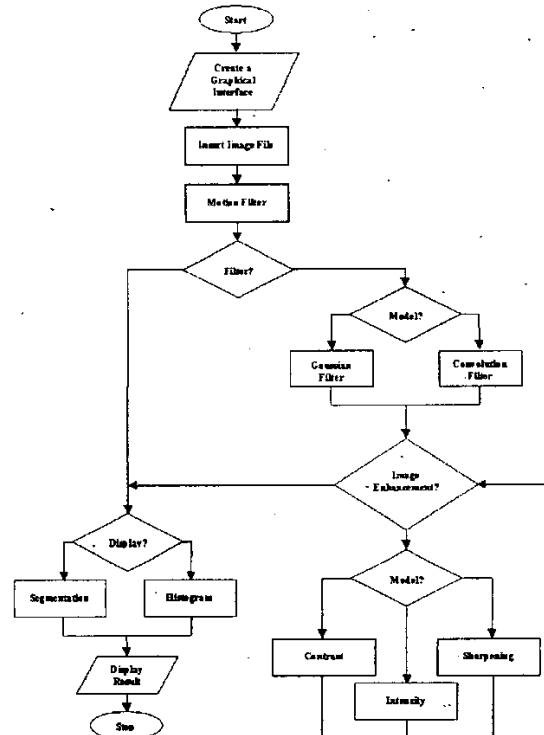 Start
Create a
Graphical
Interface
Insert Image File
Motion Filter
Filter?
Model?
Gaussian
Filter
Convolution
Filter
Image
Enhancement?
Display?
Model?
Segmentation
Histogram
Contrast
Sharpening
Display
Result
Intensity
Stop